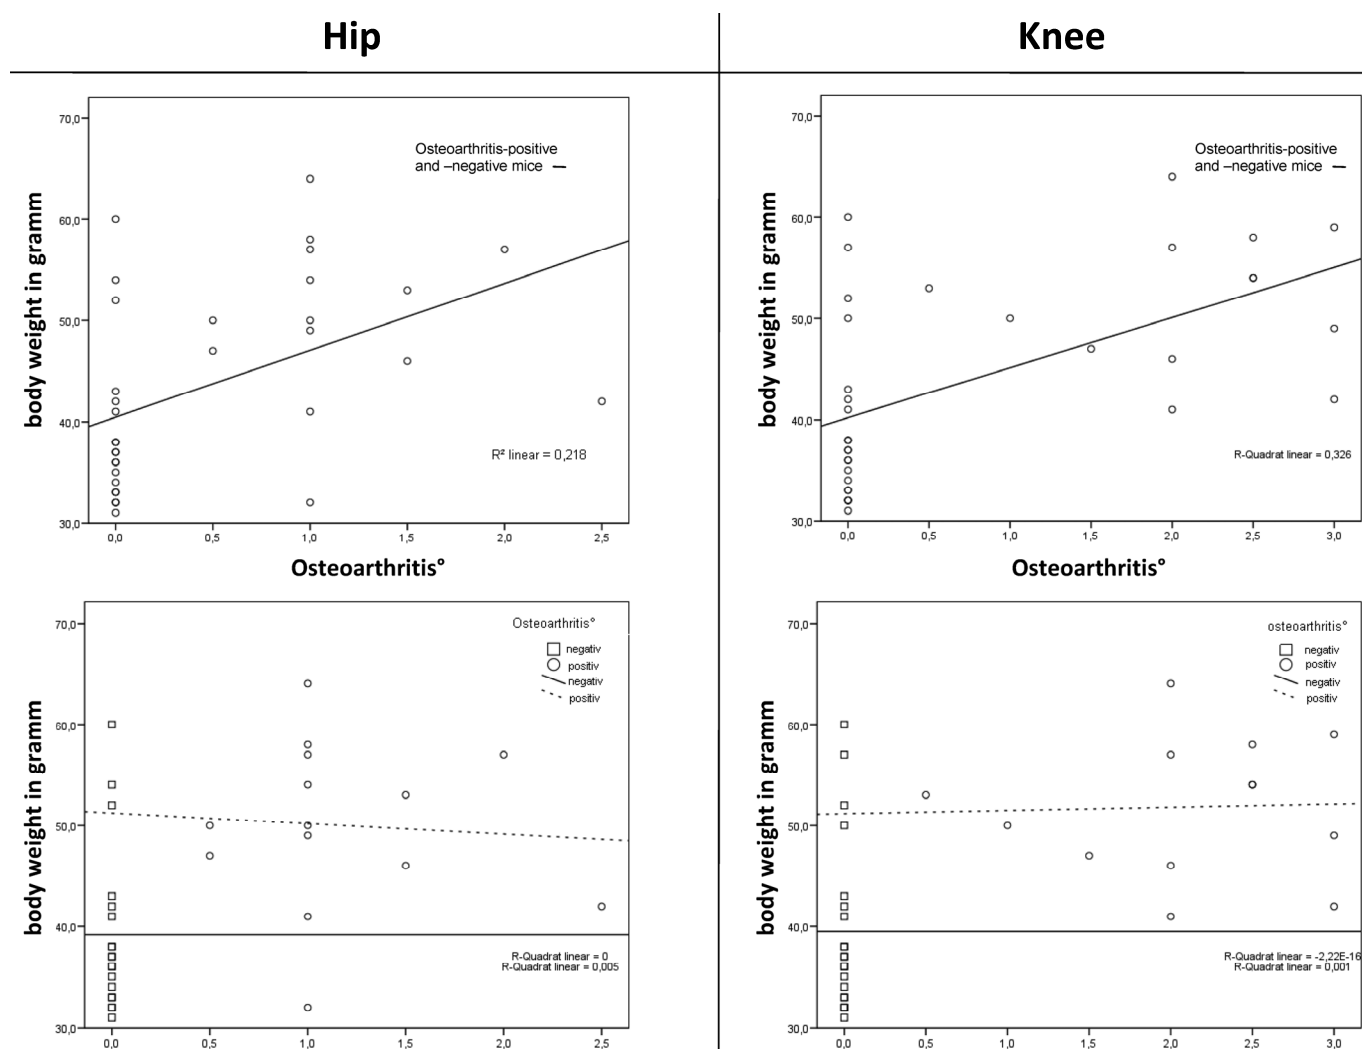 Hip
Knee
70,0
60,0
50,0
40,0
30,0
body weight in gramm
Osteoarthritis-positive
and –negative mice
R² linear = 0,218
0,0 0,5 1,0 1,5 2,0 2,5
Osteoarthritis°
70,0
60,0
50,0
40,0
30,0
body weight in gramm
Osteoarthritis-positive
and –negative mice
R-Quadrat linear = 0,326
0,0 0,5 1,0 1,5 2,0 2,5 3,0
Osteoarthritis°
70,0
60,0
50,0
40,0
30,0
body weight in gramm
Osteoarthritis°
negativ
positiv
negativ
positiv
R-Quadrat linear = 0
R-Quadrat linear = 0,005
0,0 0,5 1,0 1,5 2,0 2,5
70,0
60,0
50,0
40,0
30,0
body weight in gramm
osteoarthritis°
negativ
positiv
negativ
positiv
R-Quadrat linear = -2,22E-16
R-Quadrat linear = 0,001
0,0 0,5 1,0 1,5 2,0 2,5 3,0